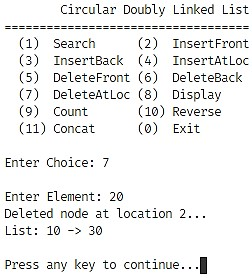 Circular Doubly Linked List
===================================
(1) Search (2) InsertFront
(3) InsertBack (4) InsertAtLoc
(5) DeleteFront (6) DeleteBack
(7) DeleteAtLoc (8) Display
(9) Count (10) Reverse
(11) Concat (0) Exit
Enter Choice: 7
Enter Element: 20
Deleted node at location 2...
List: 10 -> 30
Press any key to continue...